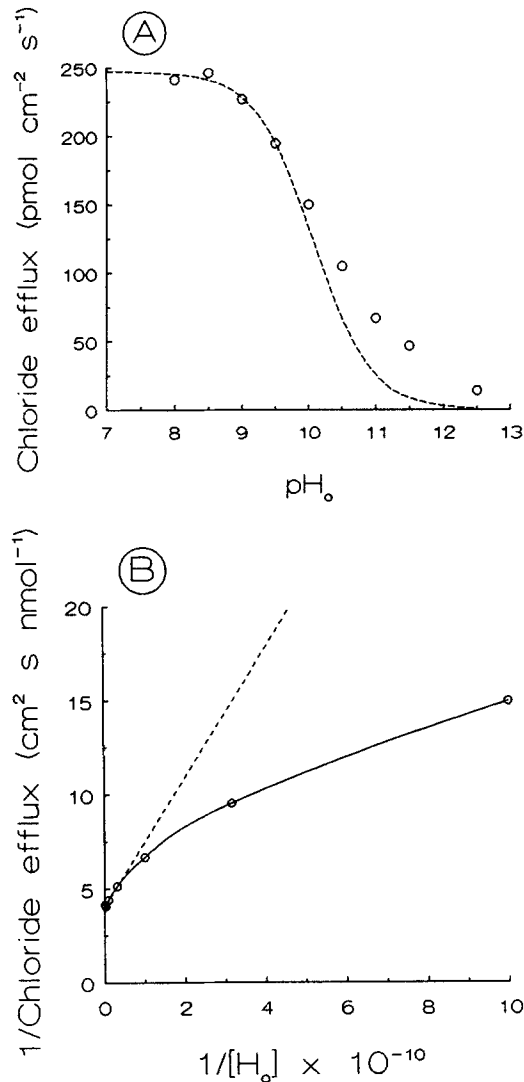 A
Chloride efflux (pmol cm⁻² s⁻¹)
250
200
150
100
50
0
7 8 9 10 11 12 13
pHₒ
B
1/Chloride efflux (cm² s nmol⁻¹)
20
15
10
5
0
0 2 4 6 8 10
1/[Hₒ] × 10⁻¹⁰